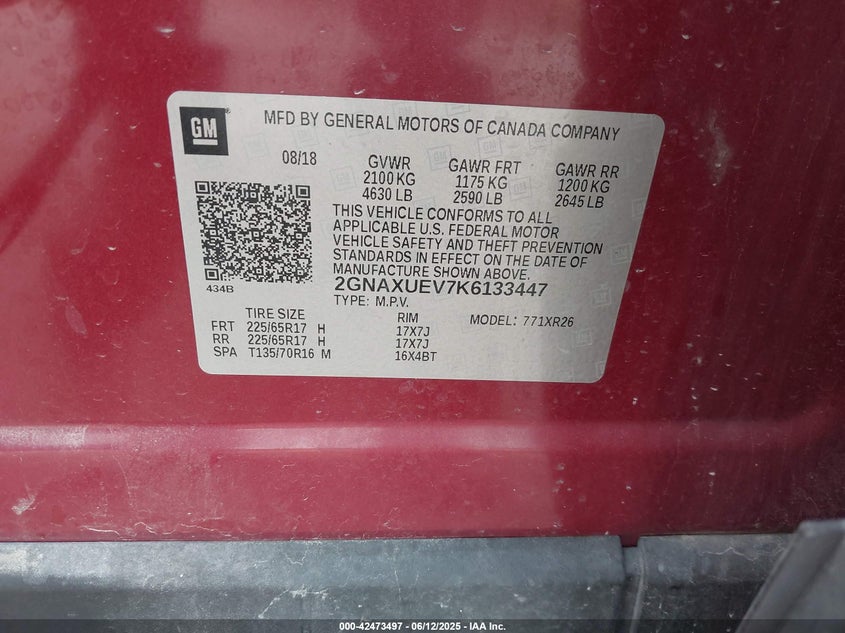 GM
MFD BY GENERAL MOTORS OF CANADA COMPANY
08/18 GVWR GAWR FRT GAWR RR
2100 KG 1175 KG 1200 KG
4630 LB 2590 LB 2645 LB
THIS VEHICLE CONFORMS TO ALL
APPLICABLE U.S. FEDERAL MOTOR
VEHICLE SAFETY AND THEFT PREVENTION
STANDARDS IN EFFECT ON THE DATE OF
MANUFACTURE SHOWN ABOVE.
434B 2GNAXUEV7K6133447
TYPE: M.P.V.
TIRE SIZE RIM MODEL: 771XR26
FRT 225/65R17 H 17X7J
RR 225/65R17 H 17X7J
SPA T135/70R16 M 16X4BT
000-42473497 - 06/12/2025 - IAA Inc.